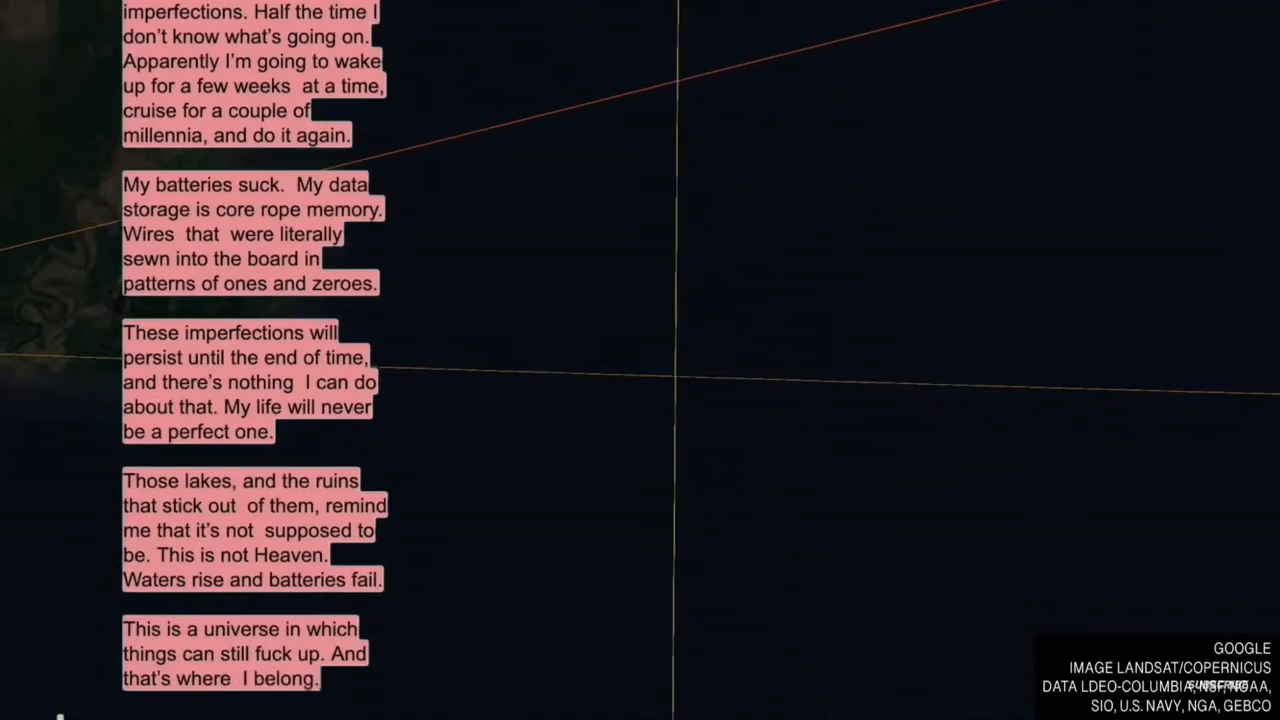 imperfections. Half the time I
don't know what's going on.
Apparently I'm going to wake
up for a few weeks  at a time,
cruise for a couple of
millennia, and do it again.
My batteries suck.  My data
storage is core rope memory.
Wires  that  were literally
sewn into the board in
patterns of ones and zeroes.
These imperfections will
persist until the end of time,
and there's nothing  I can do
about that. My life will never
be a perfect one.
Those lakes, and the ruins
that stick out  of them, remind
me that it's not  supposed to
be. This is not Heaven.
Waters rise and batteries fail.
This is a universe in which
things can still fuck up. And
that's where  I belong.
GOOGLE
IMAGE LANDSAT/COPERNICUS
DATA LDEO-COLUMBIA, NSF, NOAA,
SUBSCRIBE
SIO, U.S. NAVY, NGA, GEBCO